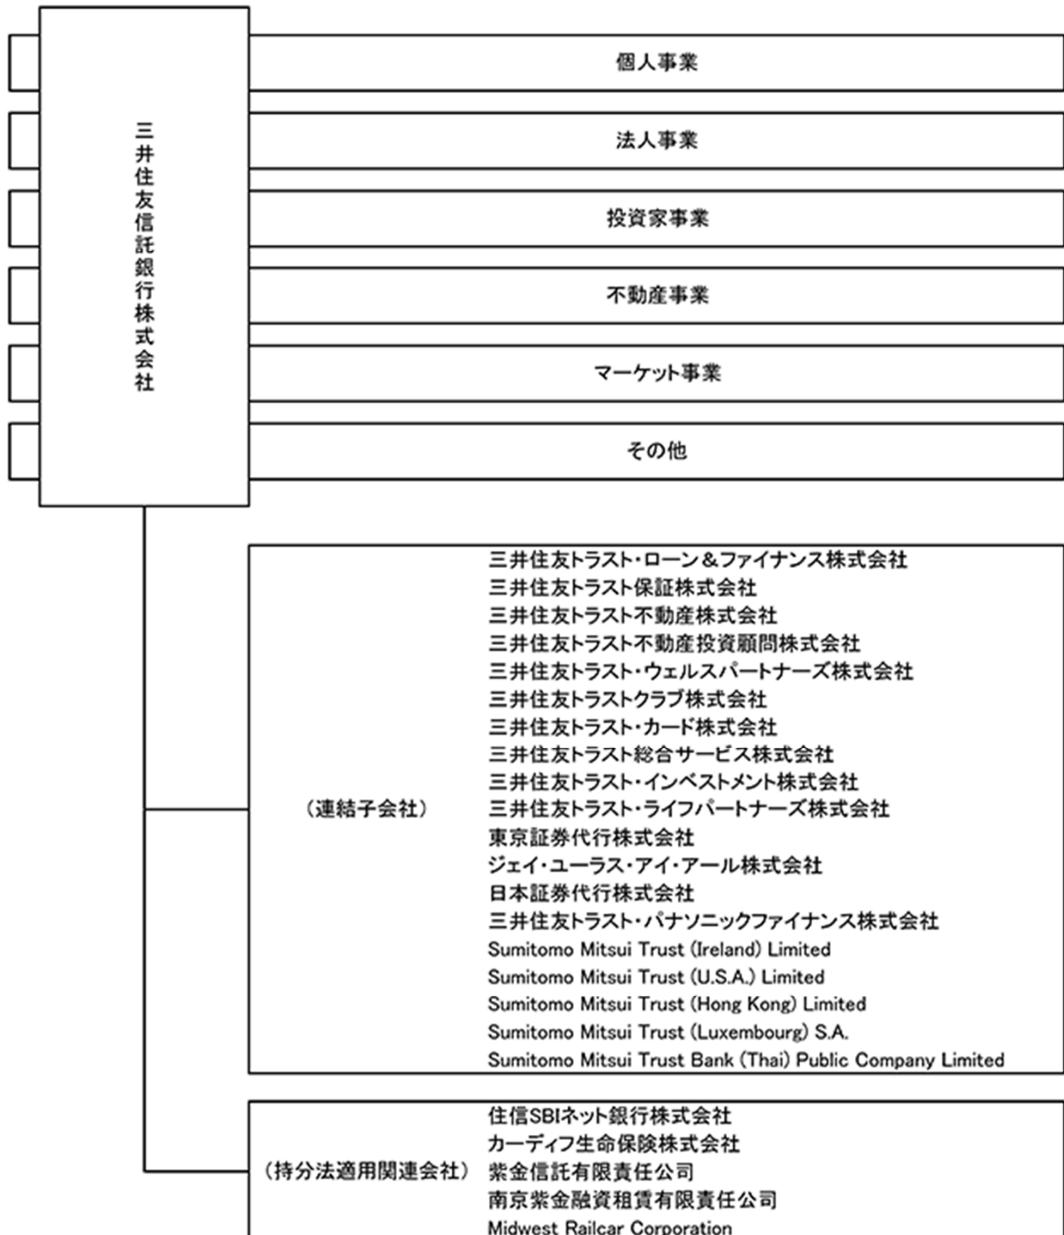 三井住友信託銀行株式会社
個人事業
法人事業
投資家事業
不動産事業
マーケット事業
その他
(連結子会社)
三井住友トラスト・ローン&ファイナンス株式会社
三井住友トラスト保証株式会社
三井住友トラスト不動産株式会社
三井住友トラスト不動産投資顧問株式会社
三井住友トラスト・ウェルスパートナーズ株式会社
三井住友トラストクラブ株式会社
三井住友トラスト・カード株式会社
三井住友トラスト総合サービス株式会社
三井住友トラスト・インベストメント株式会社
三井住友トラスト・ライフパートナーズ株式会社
東京証券代行株式会社
ジェイ・ユーラス・アイ・アール株式会社
日本証券代行株式会社
三井住友トラスト・パナソニックファイナンス株式会社
Sumitomo Mitsui Trust (Ireland) Limited
Sumitomo Mitsui Trust (U.S.A.) Limited
Sumitomo Mitsui Trust (Hong Kong) Limited
Sumitomo Mitsui Trust (Luxembourg) S.A.
Sumitomo Mitsui Trust Bank (Thai) Public Company Limited
(持分法適用関連会社)
住信SBIネット銀行株式会社
カーディフ生命保険株式会社
紫金信託有限責任公司
南京紫金融資租賃有限責任公司
Midwest Railcar Corporation